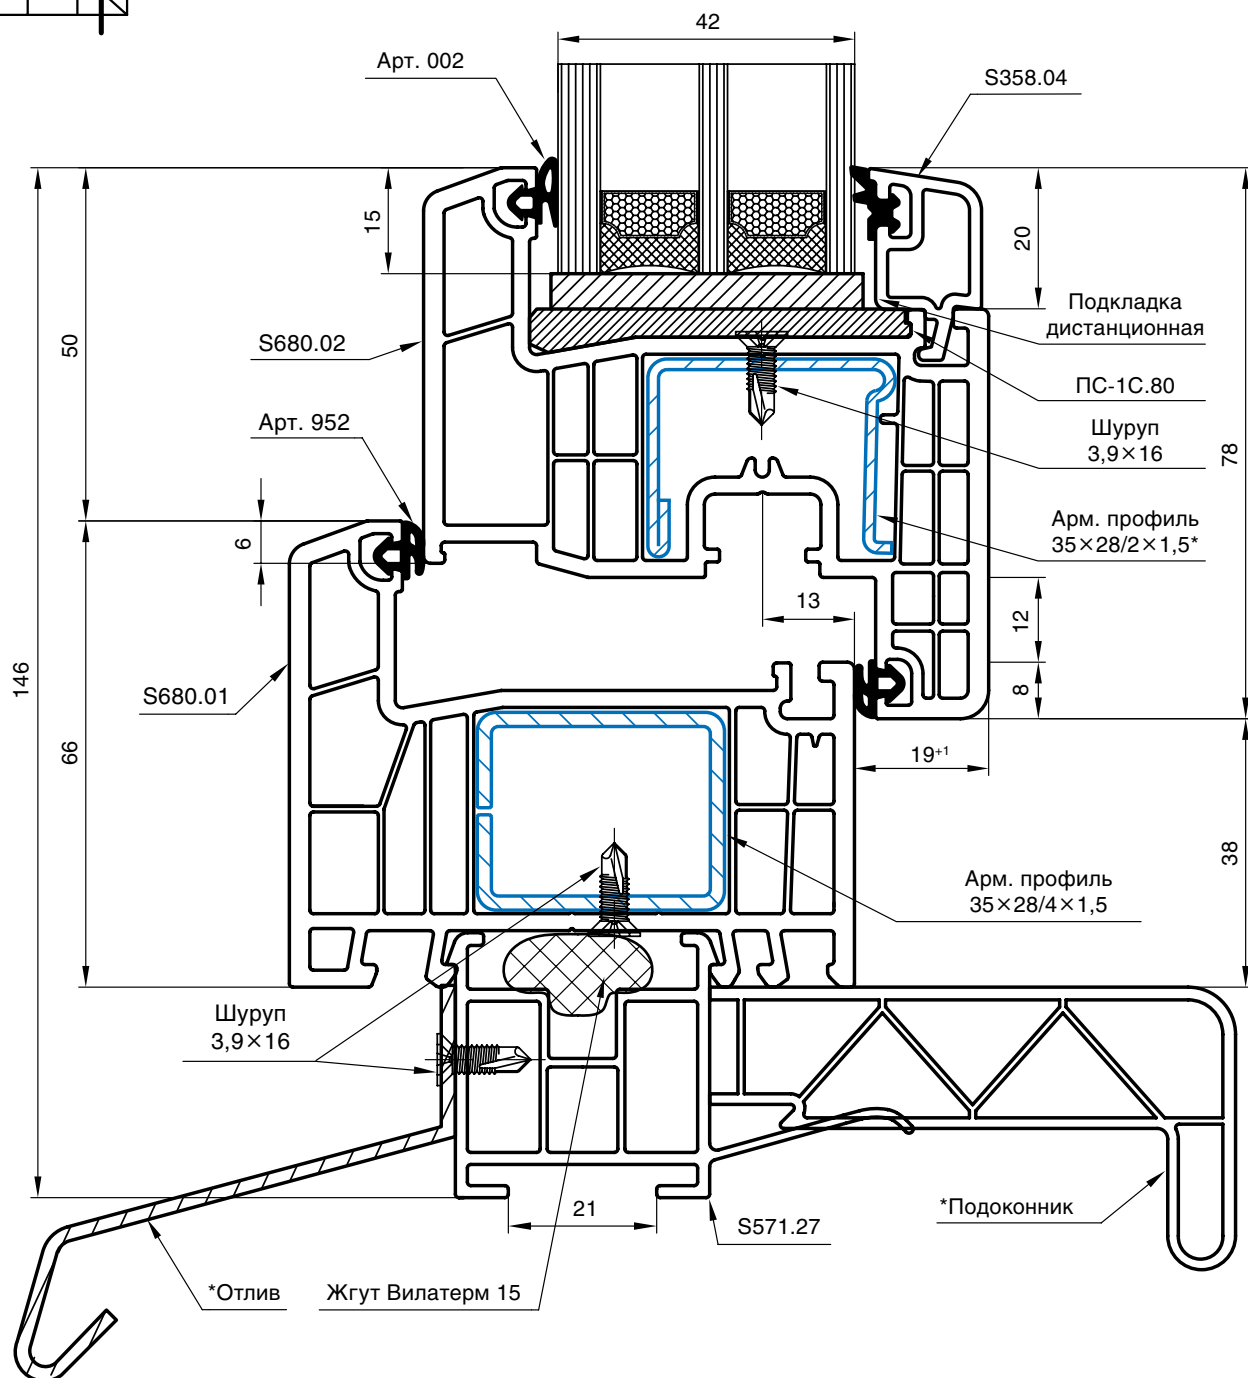 42
Арт. 002
S358.04
15
20
50
S680.02
Подкладка
дистанционная
ПС-1С.80
Арт. 952
Шуруп
3,9×16
78
6
Арм. профиль
35×28/2×1,5*
13
12
146
S680.01
8
66
19+1
38
Арм. профиль
35×28/4×1,5
Шуруп
3,9×16
21
S571.27
*Подоконник
*Отлив
Жгут Вилатерм 15